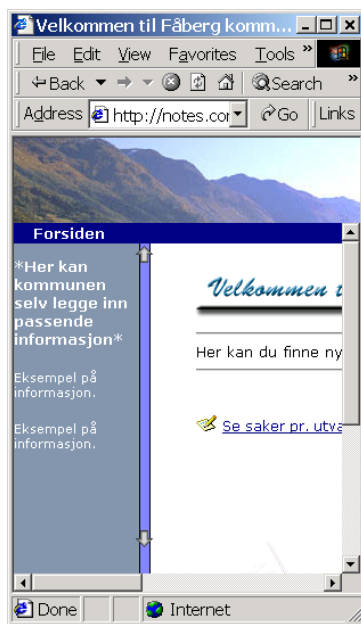 Velkommen til Fåberg komm...
File Edit View Favorites Tools »
Back Search »
Address http://notes.cor Go Links
Forsiden
*Her kan
kommunen
selv legge inn
passende
informasjon*
Eksempel på
informasjon.
Eksempel på
informasjon.
Velkommen t
Her kan du finne ny
Se saker pr. utva
Done Internet